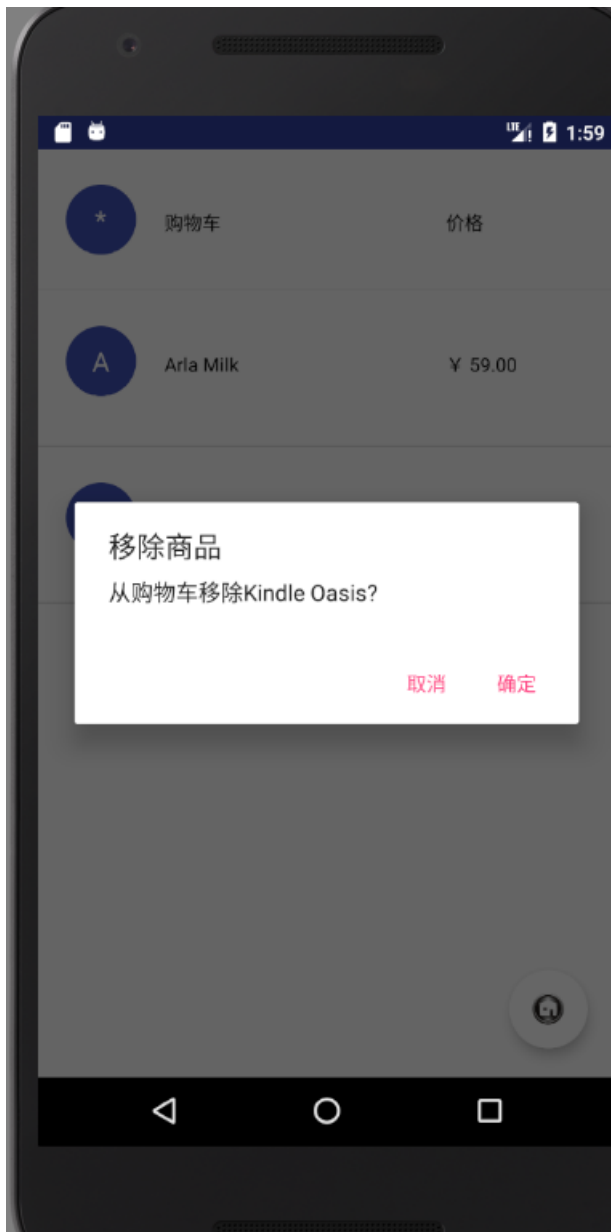 LTE 1:59
* 购物车 价格
A Arla Milk ￥ 59.00
移除商品
从购物车移除Kindle Oasis?
取消 确定